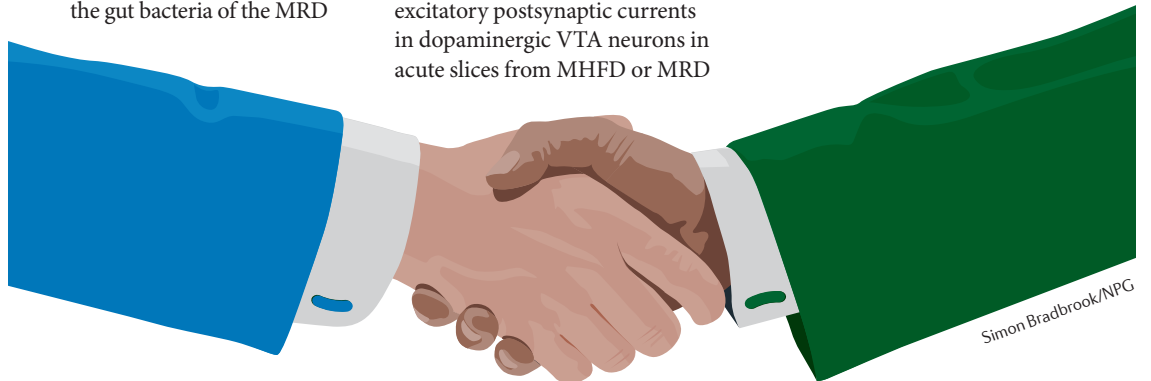 the gut bacteria of the MRD
excitatory postsynaptic currents
in dopaminergic VTA neurons in
acute slices from MHFD or MRD
Simon Bradbrook/NPG